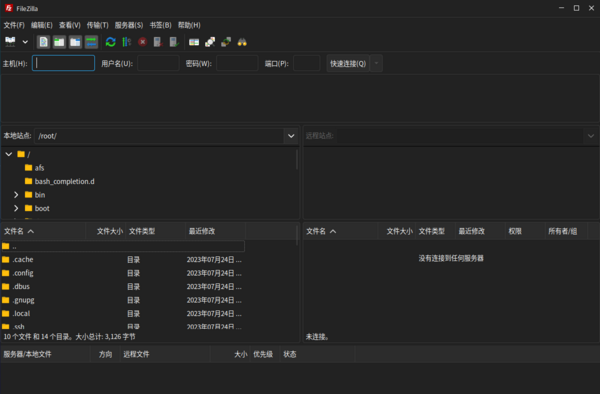 FileZilla
文件(F) 编辑(E) 查看(V) 传输(T) 服务器(S) 书签(B) 帮助(H)
主机(H): 用户名(U): 密码(W): 端口(P): 快速连接(Q)
本地站点: /root/ 远程站点:
/
afs
bash_completion.d
bin
boot
文件名 文件大小 文件类型 最近修改
..
.cache 目录 2023年07月24日 ...
.config 目录 2023年07月24日 ...
.dbus 目录 2023年07月24日 ...
.gnupg 目录 2023年07月24日 ...
.local 目录 2023年07月24日 ...
.ssh 目录 2023年07月24日 ...
10 个文件 和 14 个目录。大小总计: 3,126 字节
文件名 文件大小 文件类型 最近修改 权限 所有者/组
没有连接到任何服务器
未连接。
服务器/本地文件 方向 远程文件 大小 优先级 状态